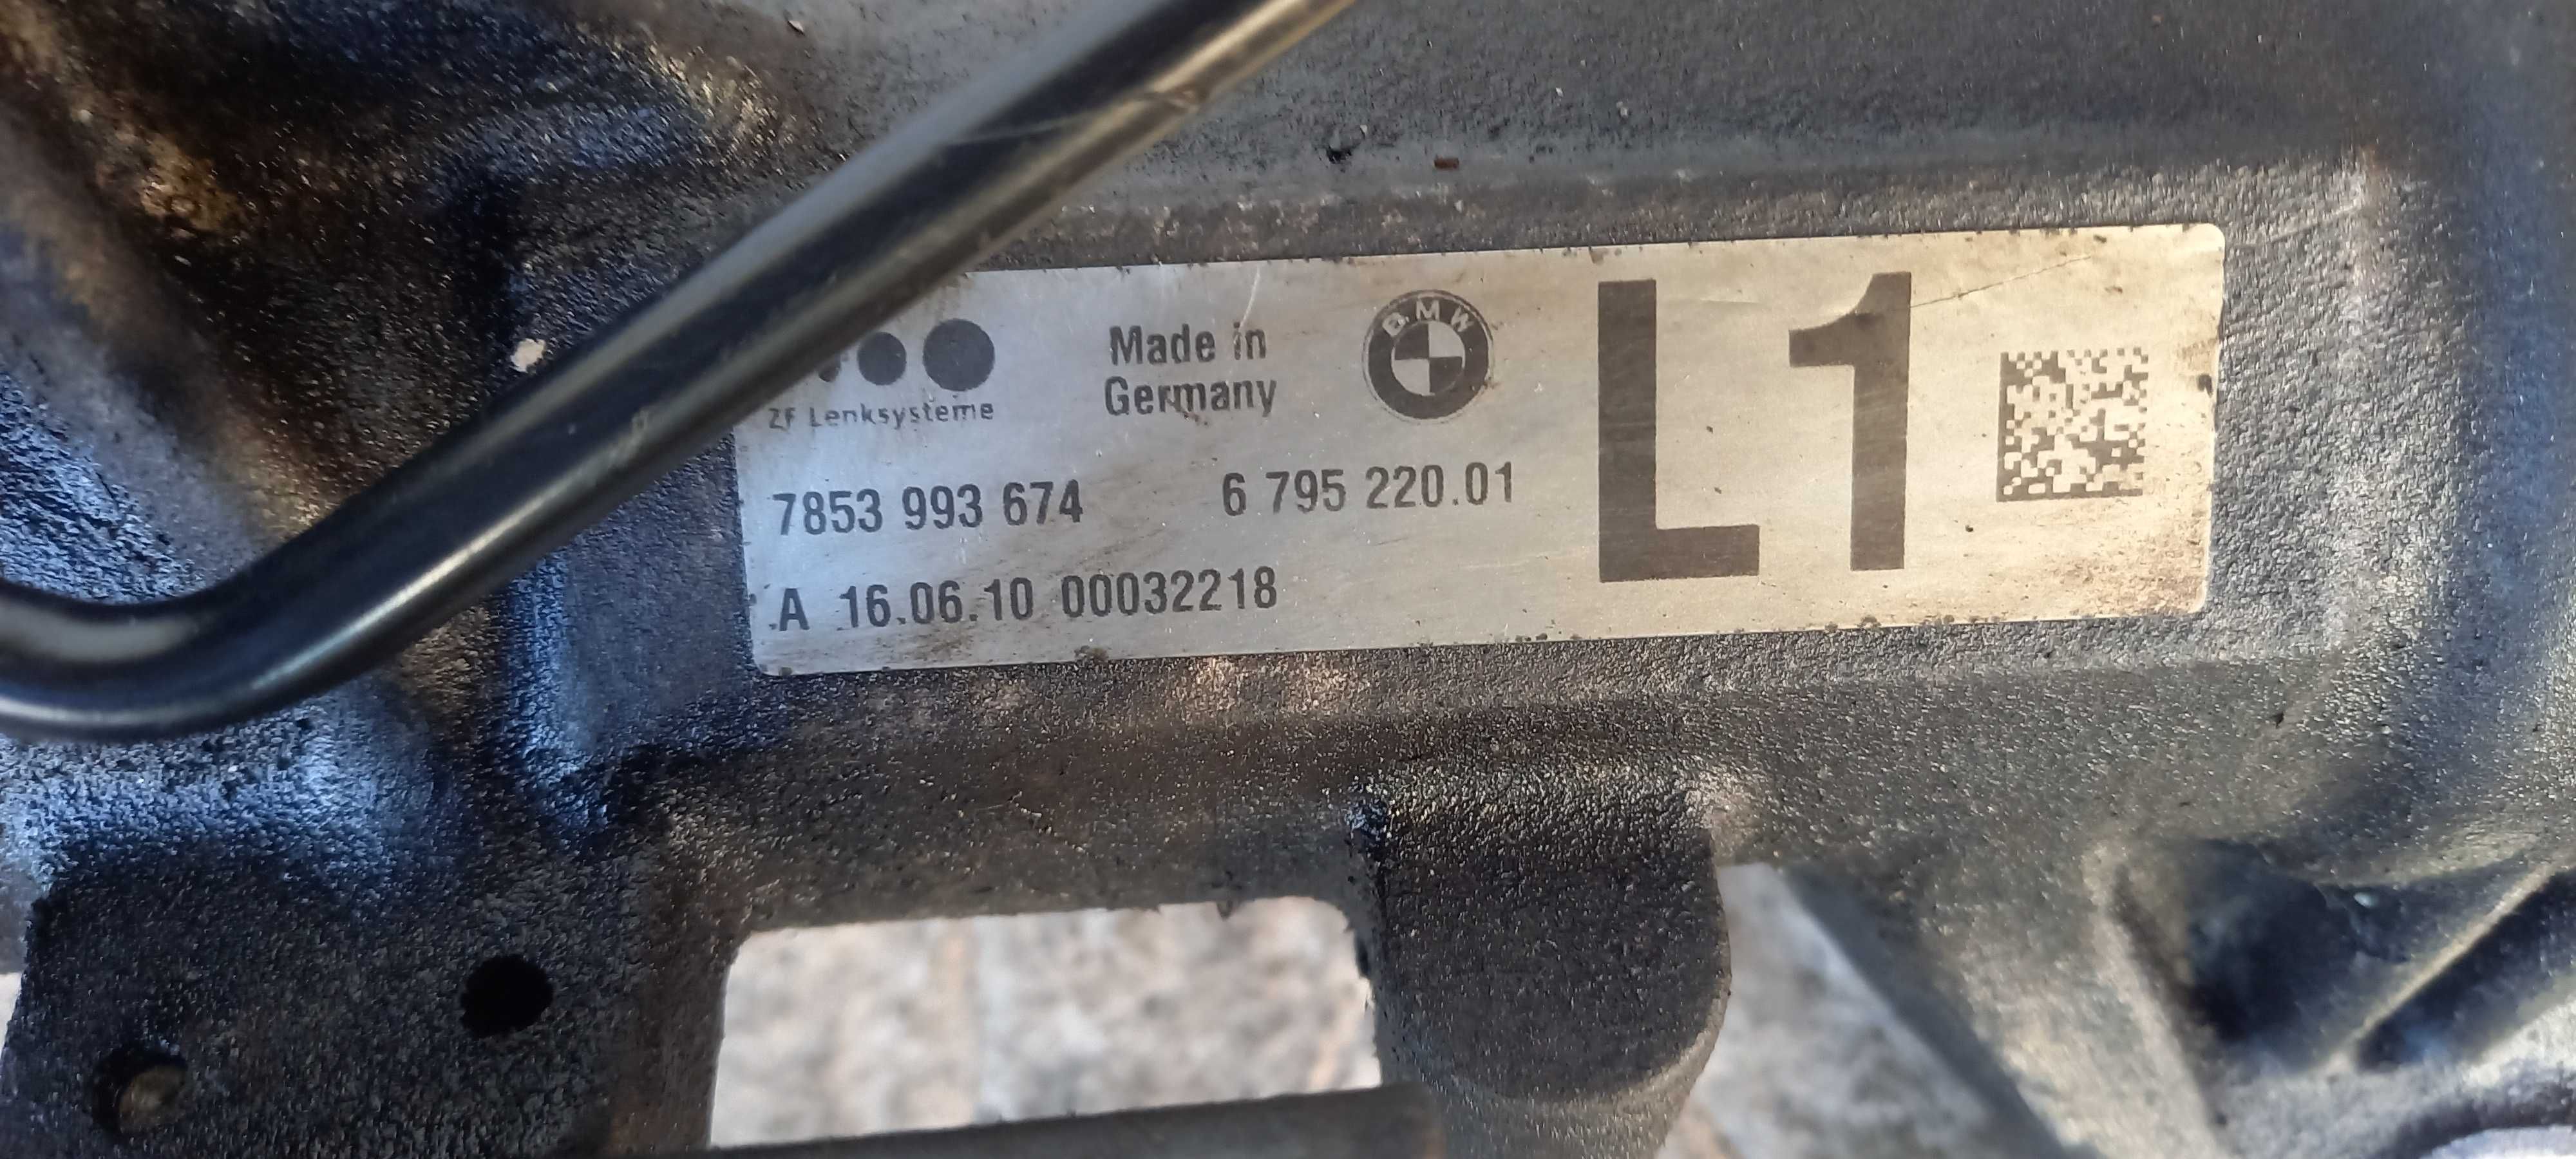 Made in
Germany
BMW
L1
ZF Lenksysteme
7853 993 674 6 795 220.01
A 16.06.10 00032218